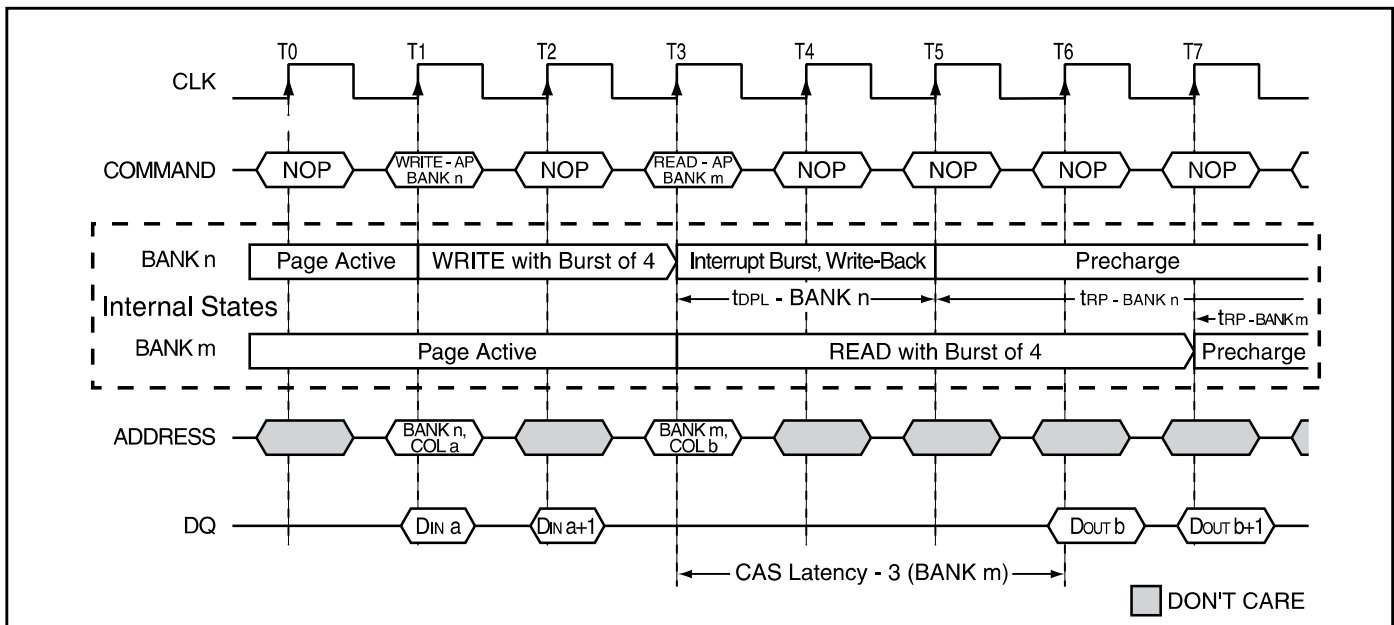 T0 T1 T2 T3 T4 T5 T6 T7
CLK
COMMAND NOP WRITE - AP NOP READ - AP NOP NOP NOP NOP
BANK n BANK m
BANK n Page Active WRITE with Burst of 4 Interrupt Burst, Write-Back Precharge
tDPL - BANK n tRP - BANK n
Internal States tRP - BANK m
BANK m Page Active READ with Burst of 4 Precharge
ADDRESS BANK n, BANK m,
COL a COL b
DQ DIN a DIN a+1 DOUT b DOUT b+1
CAS Latency - 3 (BANK m)
DON'T CARE